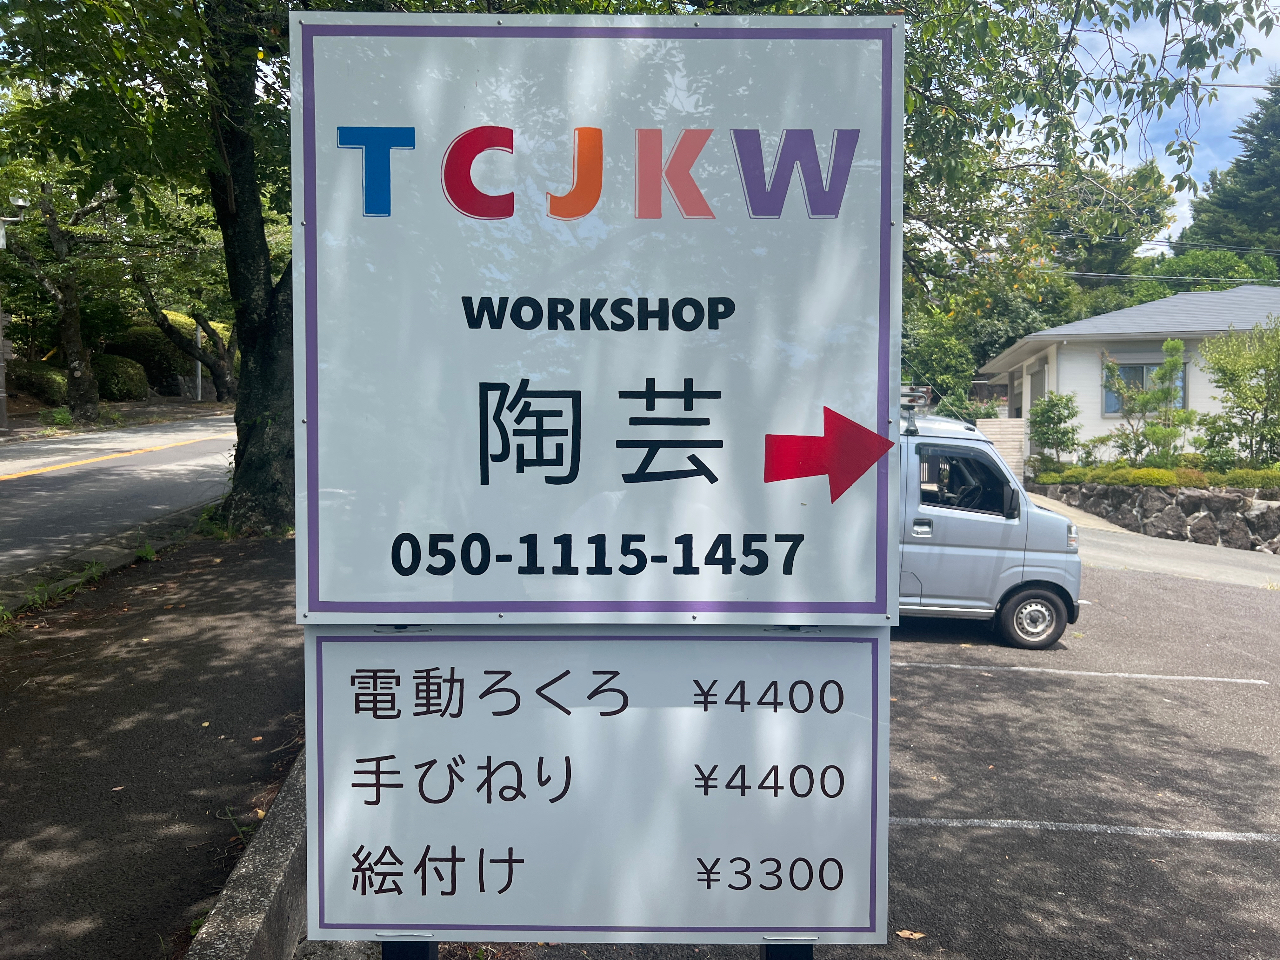 TCJKW
WORKSHOP
陶芸
050-1115-1457
電動ろくろ ¥4400
手びねり ¥4400
絵付け ¥3300